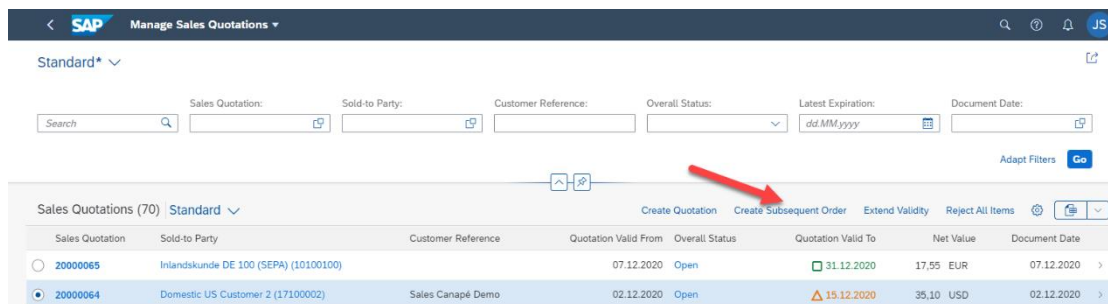 SAP Manage Sales Quotations JS
Standard*
Sales Quotation: Sold-to Party: Customer Reference: Overall Status: Latest Expiration: Document Date:
Search dd.MM.yyyy
Adapt Filters Go
Sales Quotations (70) Standard Create Quotation Create Subsequent Order Extend Validity Reject All Items
Sales Quotation Sold-to Party Customer Reference Quotation Valid From Overall Status Quotation Valid To Net Value Document Date
20000065 Inlandskunde DE 100 (SEPA) (10100100) 07.12.2020 Open 31.12.2020 17,55 EUR 07.12.2020
20000064 Domestic US Customer 2 (17100002) Sales Canapé Demo 02.12.2020 Open 15.12.2020 35,10 USD 02.12.2020